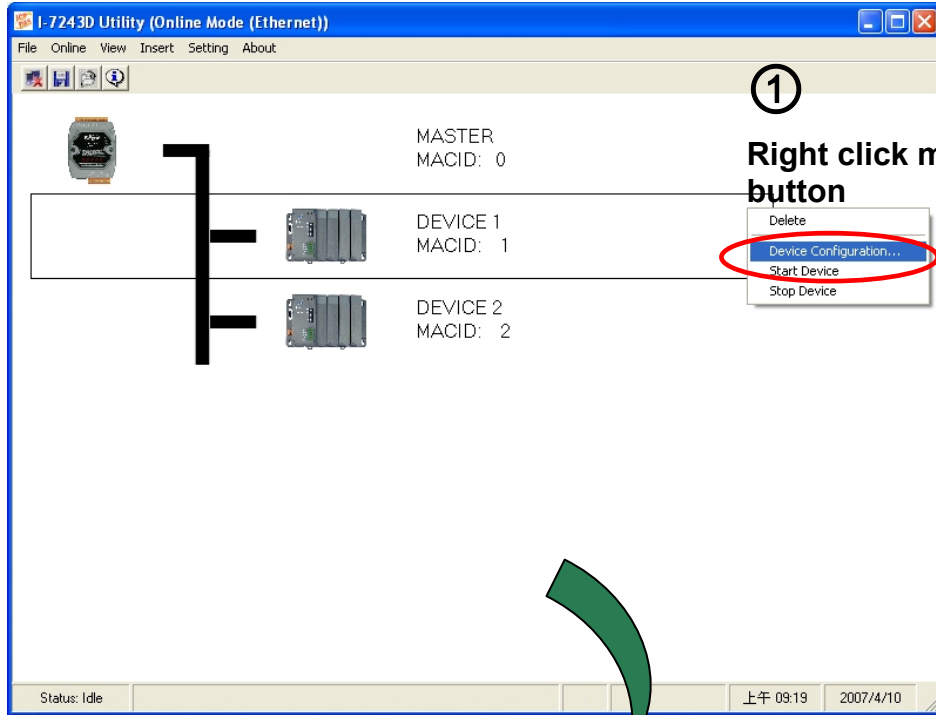 I-7243D Utility (Online Mode (Ethernet))
File Online View Insert Setting About
①
MASTER
MACID: 0
Right click m
button
DEVICE 1
MACID: 1
Delete
Device Configuration...
Start Device
Stop Device
DEVICE 2
MACID: 2
Status: Idle
上午 09:19
2007/4/10